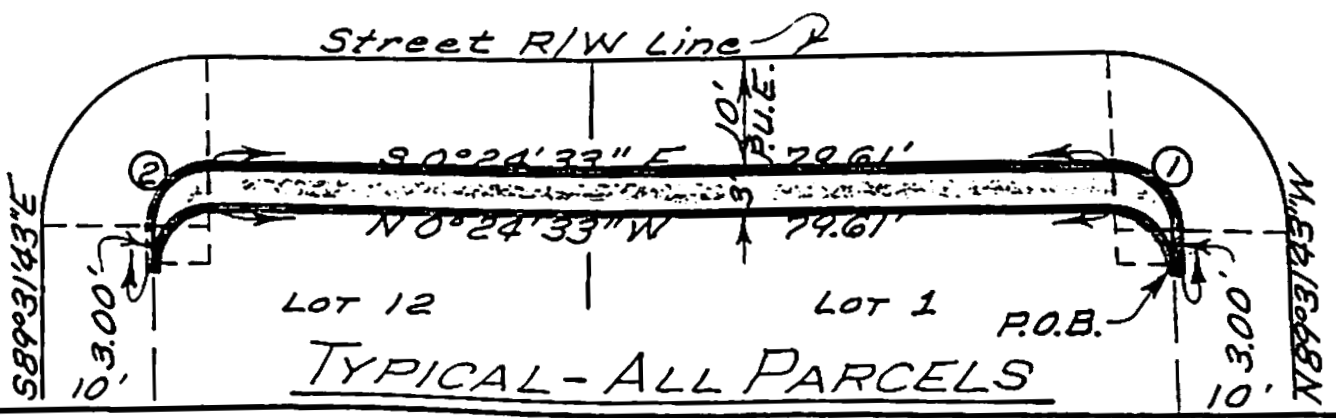 Street R/W Line
10'
P.U.E.
② ①
S 0°24'33" E 79.61'
3'
N 0°24'33" W 79.61'
S89°31'43"E
3.00'
10'
LOT 12
LOT 1
P.O.B.
3.00'
10'
N89°31'43"W
TYPICAL - ALL PARCELS